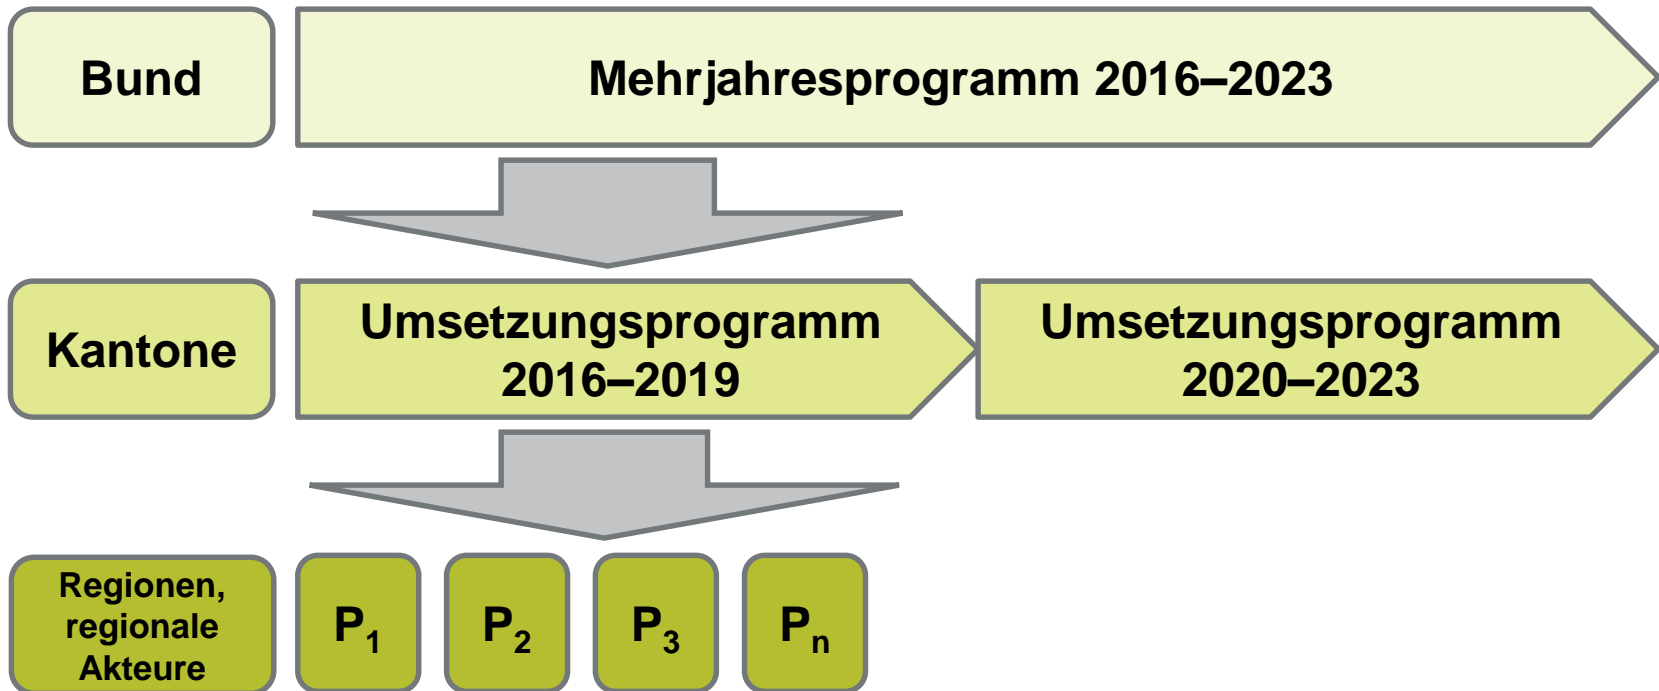 Bund
Mehrjahresprogramm 2016–2023
Kantone
Umsetzungsprogramm
2016–2019
Umsetzungsprogramm
2020–2023
Regionen,
regionale
Akteure
P₁
P₂
P₃
Pₙ